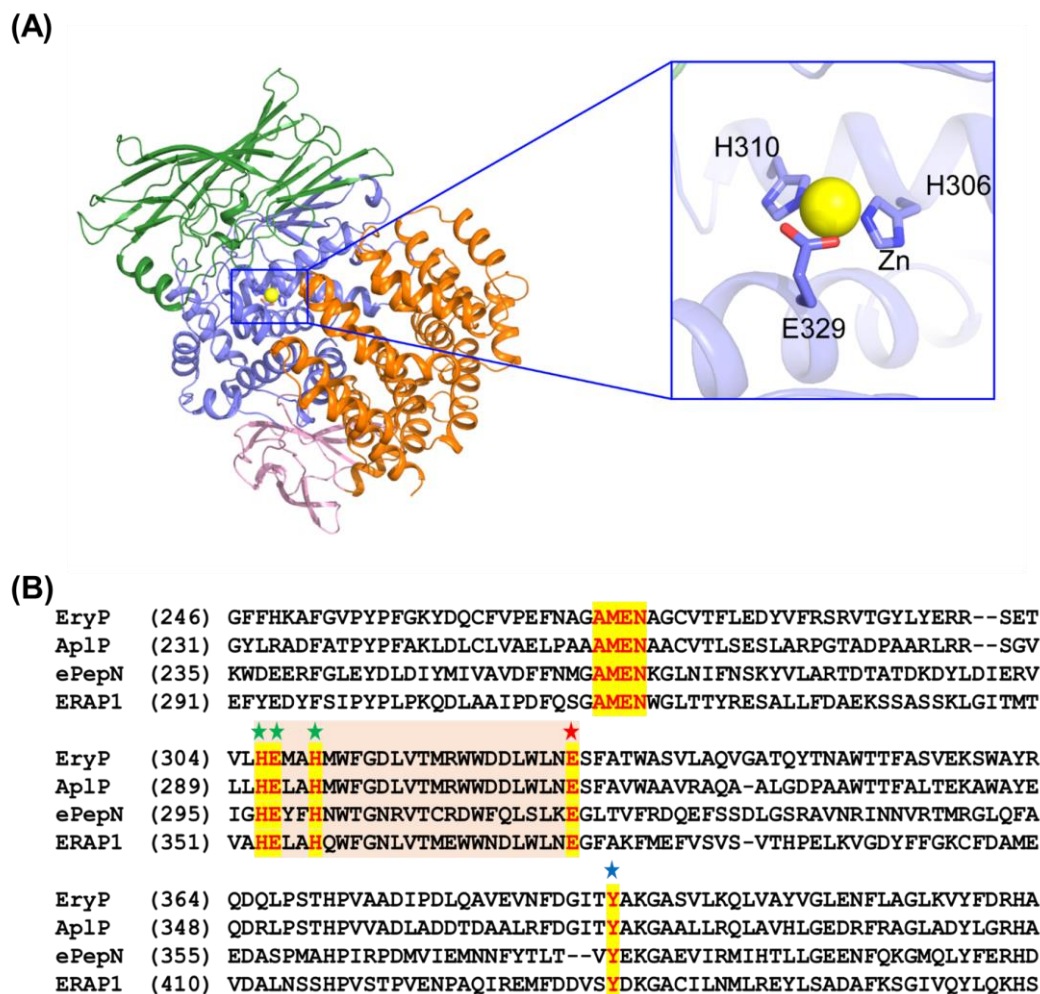 (A)
H310
H306
Zn
E329
(B)
EryP (246) GFFHKAFGVPYPFGKYDQCFVPEFNAGAMENAGCVTFLEDYVFRSRVTGYLYERR--SET
AplP (231) GYLRADFATPYPFAKLDLCLVAELPAAAMENAACVTLSESLARPGTADPAARLRR--SGV
ePepN (235) KWDEERFGLEYDLDIYMIVAVDFFNMGAMENKGLNIFNSKYVLARTDTATDKDYLDIERV
ERAP1 (291) EFYEDYFSIPYPLPKQDLAAIPDFQSGAMENWGLTTYRESALLFDAEKSSASSKLGITMT
EryP (304) VLHEMAHMWFGDLVTMRWWDDLWLNESFATWASVLAQVGATQYTNAWTTFASVEKSWAYR
AplP (289) LLHELAHMWFGDLVTMRWWDDLWLNESFAVWAAVRAQA-ALGDPAAWTTFALTEKAWAYE
ePepN (295) IGHEYFHNWTGNRVTCRDWFQLSLKEGLTVFRDQEFSSDLGSRAVNRINNVRTMRGLQFA
ERAP1 (351) VAHELAHQWFGNLVTMEWWNDLWLNEGFAKFMEFVSVS-VTHPELKVGDYFFGKCFDAME
EryP (364) QDQLPSTHPVAADIPDLQAVEVNFDGITYAKGASVLKQLVAYVGLENFLAGLKVYFDRHA
AplP (348) QDRLPSTHPVVADLADDTDAALRFDGITYAKGAALLRQLAVHLGEDRFRAGLADYLGRHA
ePepN (355) EDASPMAHPIRPDMVIEMNNFYTLT--VYEKGAEVIRMIHTLLGEENFQKGMQLYFERHD
ERAP1 (410) VDALNSSHPVSTPVENPAQIREMFDDVSYDKGACILNMLREYLSADAFKSGIVQYLQKHS